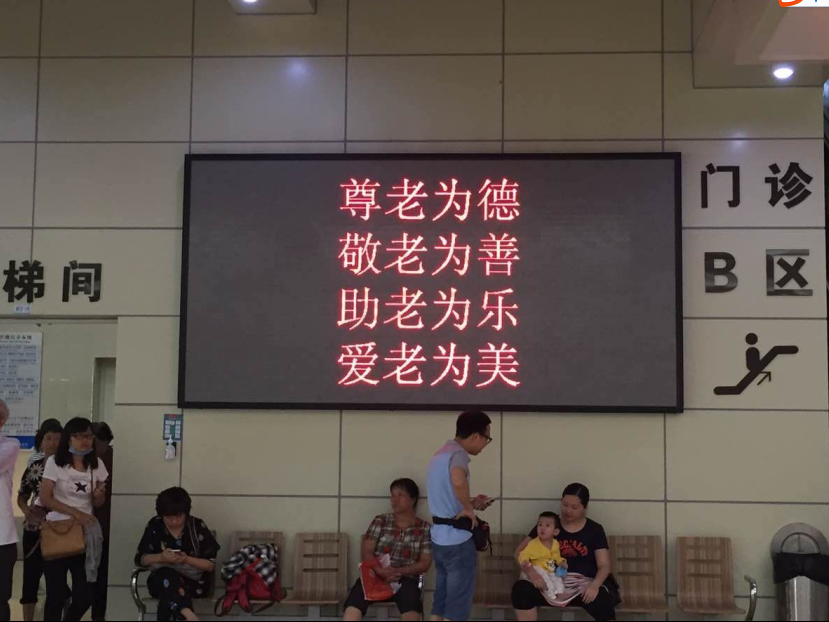 尊老为德
敬老为善
助老为乐
爱老为美
梯间
门诊
B区